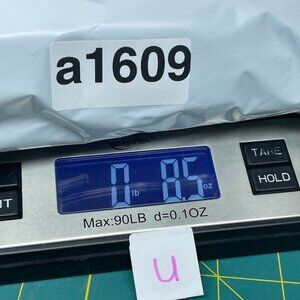 a1609
0 lb 8.5 oz
TARE
HOLD
IT
Max:90LB d=0.1OZ
u